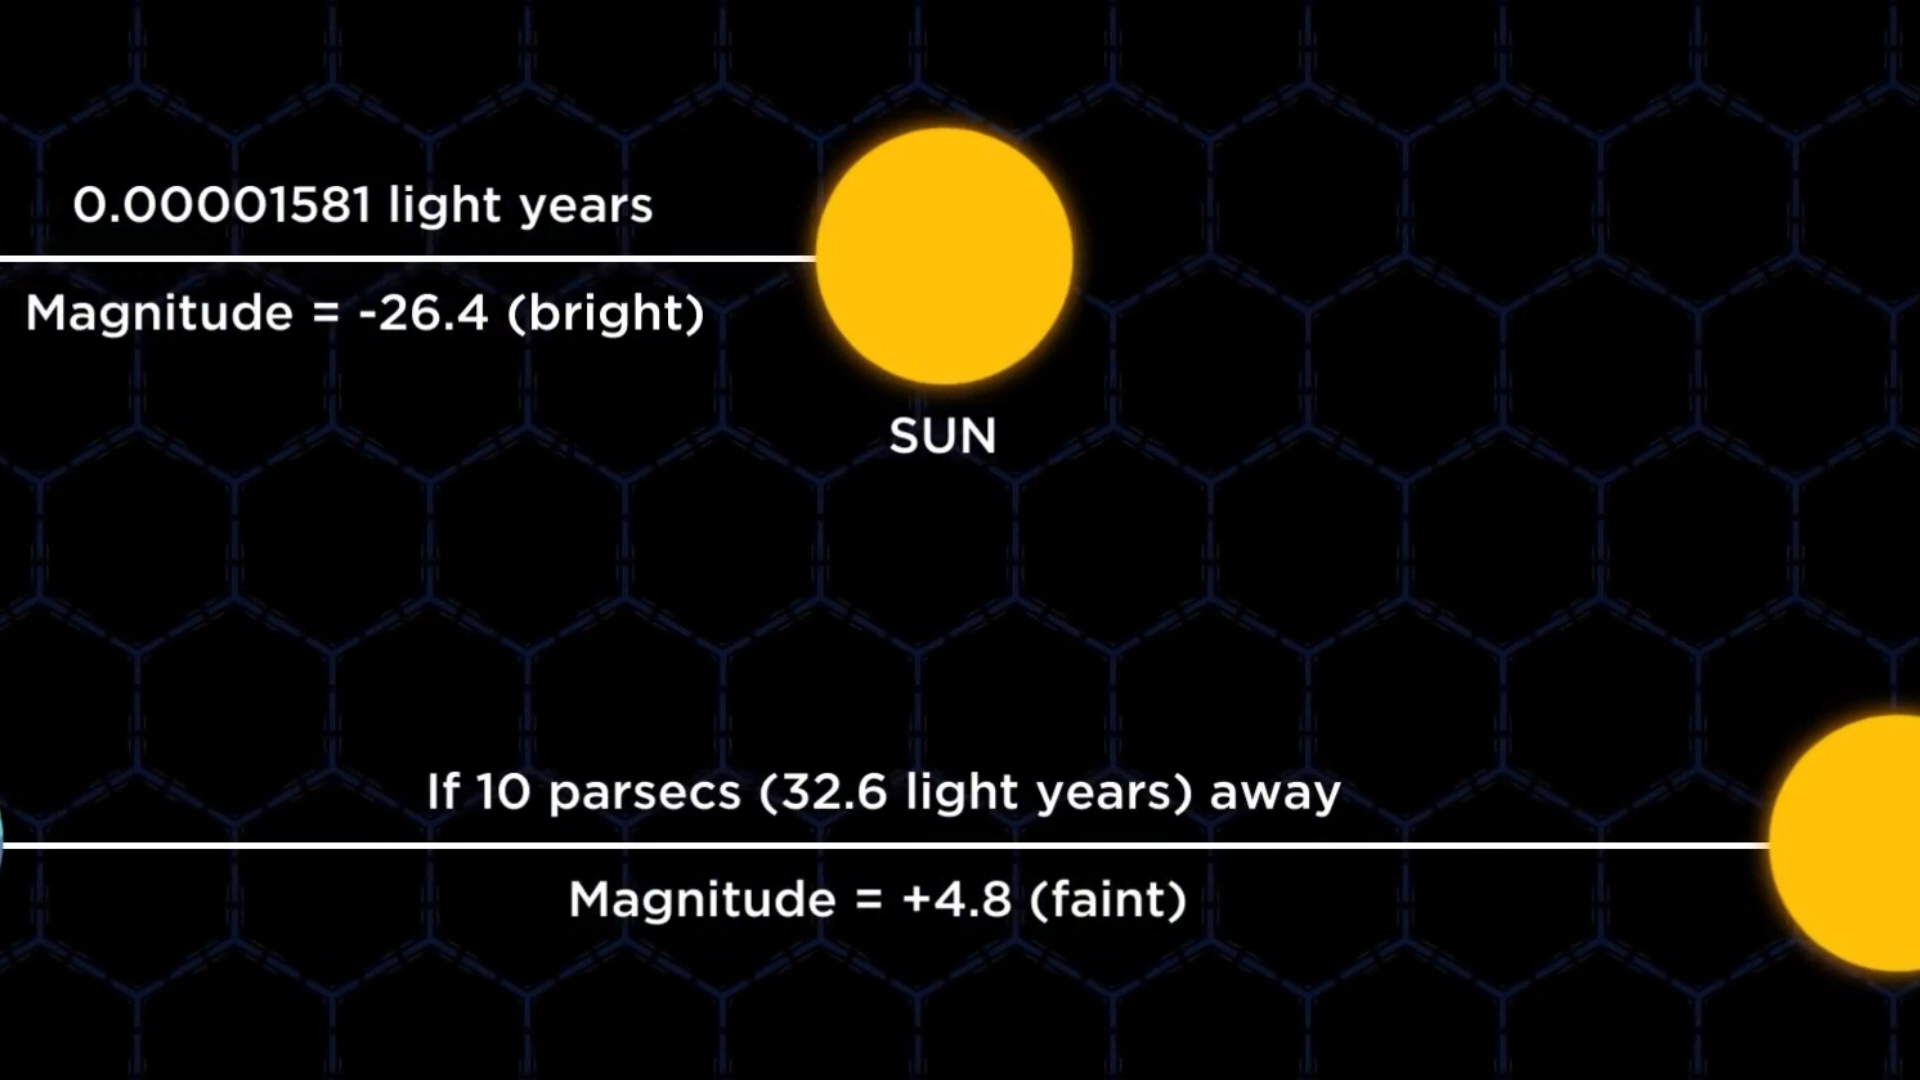 0.00001581 light years
Magnitude = -26.4 (bright)
SUN
If 10 parsecs (32.6 light years) away
Magnitude = +4.8 (faint)